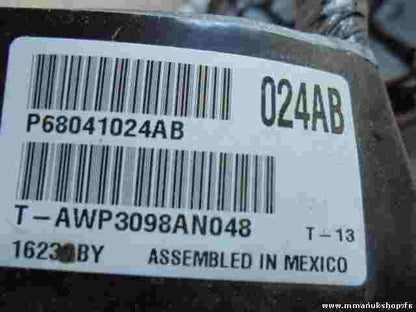 024AB
P68041024AB
T-AWP3098AN048
T-13
ASSEMBLED IN MEXICO